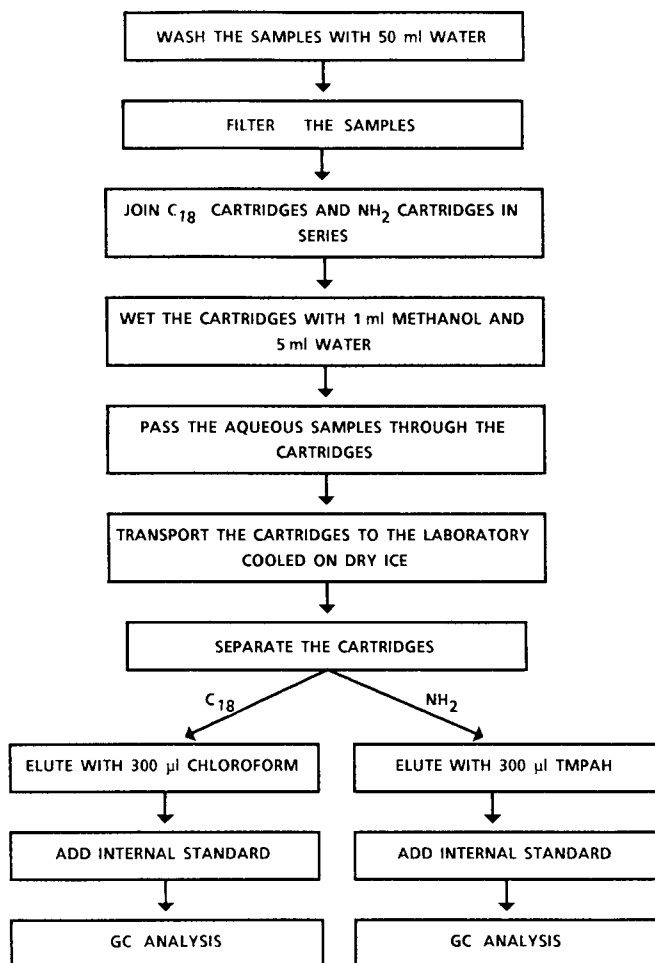 WASH THE SAMPLES WITH 50 ml WATER
FILTER THE SAMPLES
JOIN C18 CARTRIDGES AND NH2 CARTRIDGES IN
SERIES
WET THE CARTRIDGES WITH 1 ml METHANOL AND
5 ml WATER
PASS THE AQUEOUS SAMPLES THROUGH THE
CARTRIDGES
TRANSPORT THE CARTRIDGES TO THE LABORATORY
COOLED ON DRY ICE
SEPARATE THE CARTRIDGES
C18
NH2
ELUTE WITH 300 µl CHLOROFORM
ELUTE WITH 300 µl TMPAH
ADD INTERNAL STANDARD
ADD INTERNAL STANDARD
GC ANALYSIS
GC ANALYSIS